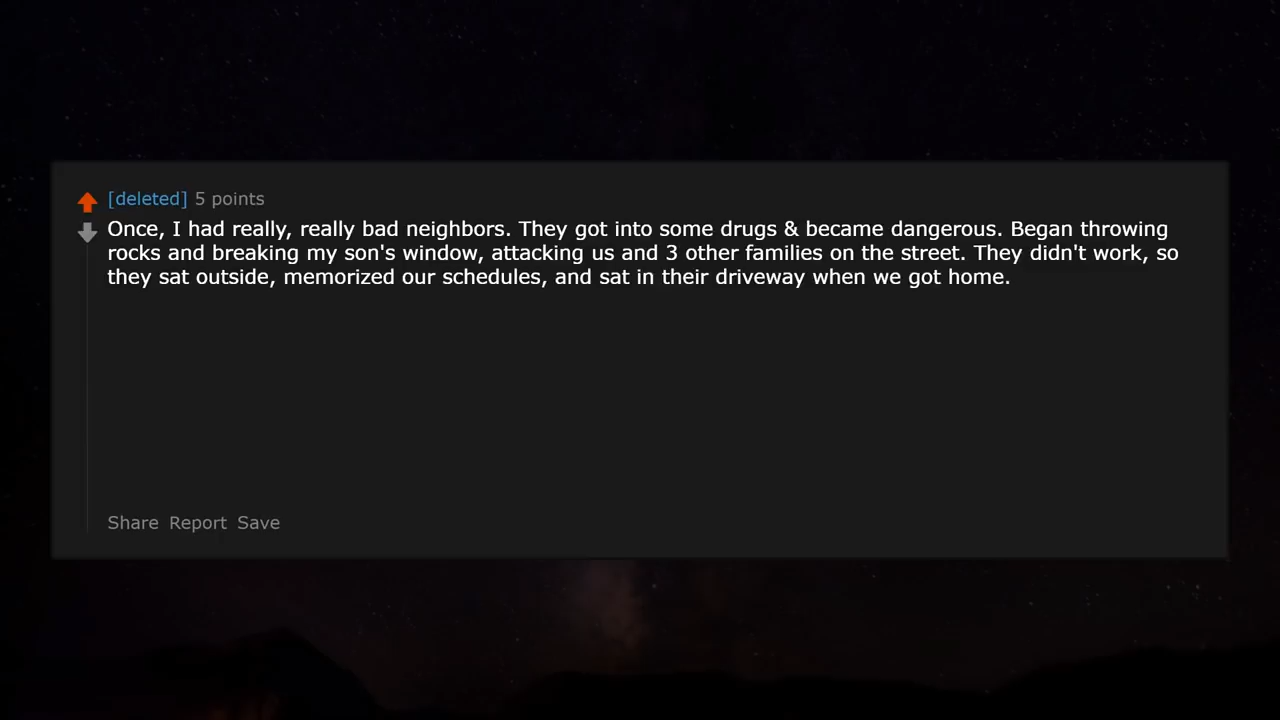 [deleted] 5 points
Once, I had really, really bad neighbors. They got into some drugs & became dangerous. Began throwing
rocks and breaking my son's window, attacking us and 3 other families on the street. They didn't work, so
they sat outside, memorized our schedules, and sat in their driveway when we got home.
Share Report Save